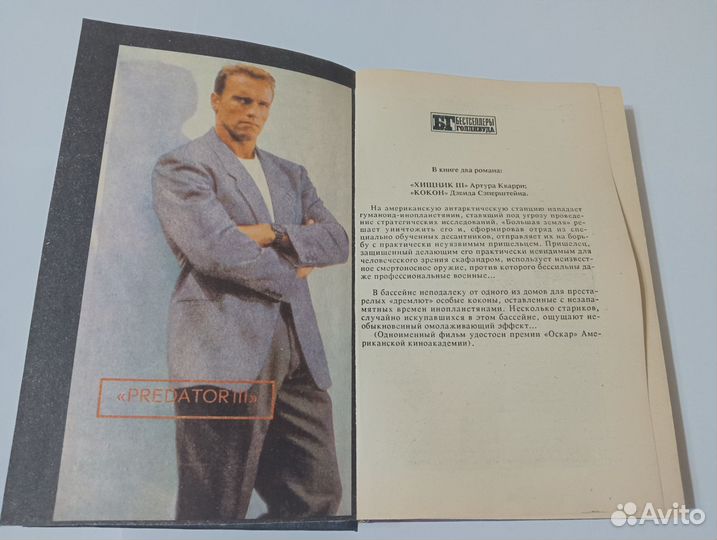 «PREDATOR III»
БГ БЕСТСЕЛЛЕРЫ
ГОЛЛИВУДА
В книге два романа:
«ХИЩНИК III» Артура Кварри;
«КОКОН» Дэвида Сэперштейна.
На американскую антарктическую станцию нападает
гуманоид-инопланетянин, ставящий под угрозу проведе-
ние стратегических исследований. «Большая земля» ре-
шает уничтожить его и, сформировав отряд из спе-
циально обученных десантников, отправляет их на борь-
бу с практически неуязвимым пришельцем. Пришелец,
защищенный делающим его практически невидимым для
человеческого зрения скафандром, использует неизвест-
ное смертоносное оружие, против которого бессильны да-
же профессиональные военные...
В бассейне неподалеку от одного из домов для преста-
релых «дремлют» особые коконы, оставленные с незапа-
мятных времен инопланетянами. Несколько стариков,
случайно искупавшихся в этом бассейне, ощущают не-
обыкновенный омолаживающий эффект...
(Одноименный фильм удостоен премии «Оскар» Аме-
риканской киноакадемии).
Avito